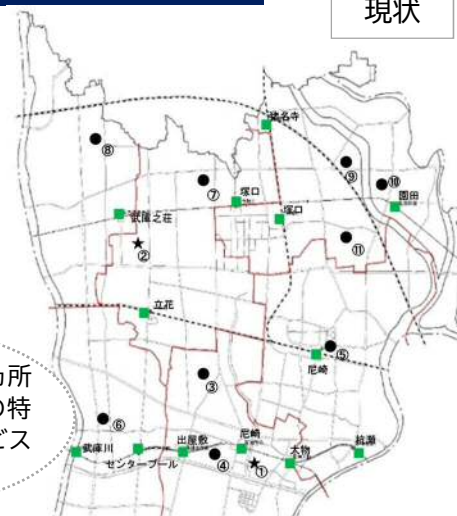 現状
猪名寺
⑧
⑨
⑦
⑩
塚口
園田
武庫之荘
塚口
②
⑪
立花
⑤
尼崎
所
③
の特
ビス
⑥
尼崎
武庫川
出屋敷
大物
杭瀬
センタープール
④
①